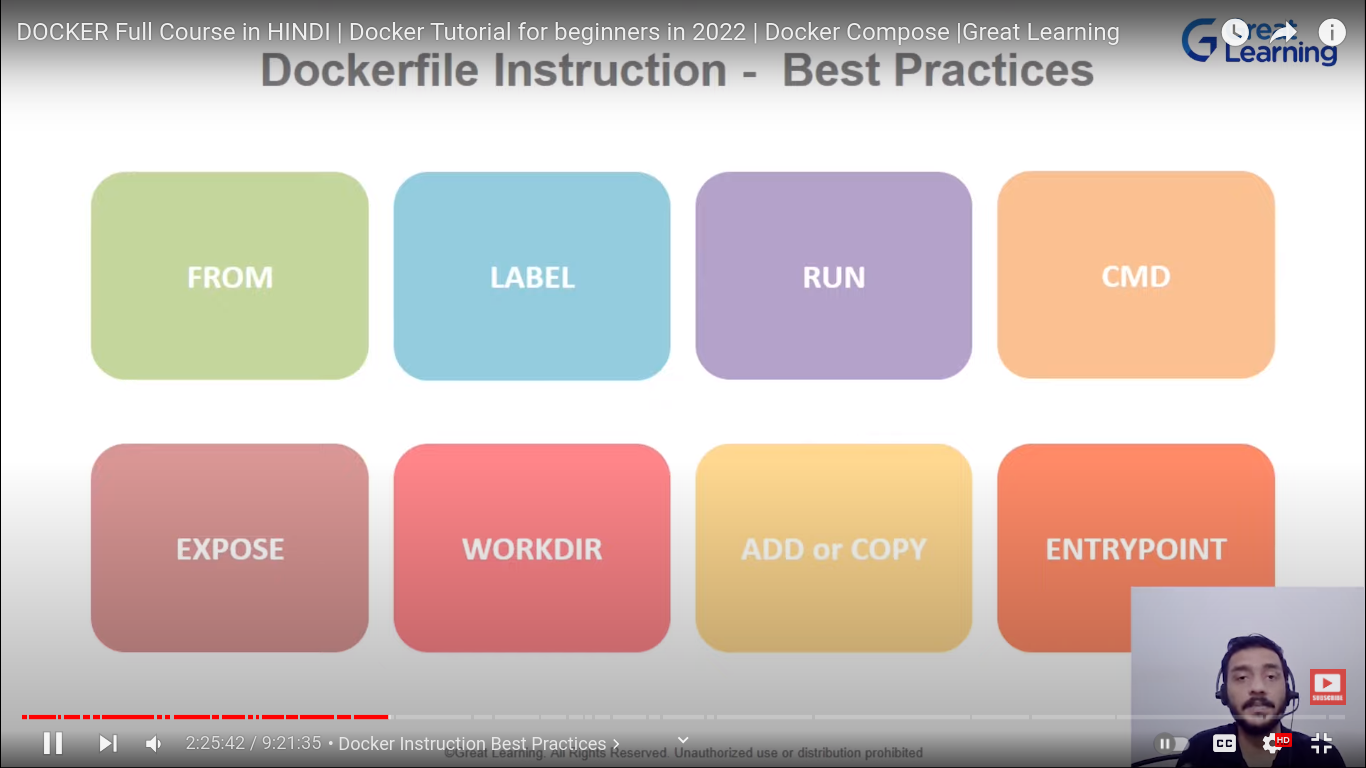 DOCKER Full Course in HINDI | Docker Tutorial for beginners in 2022 | Docker Compose |Great Learning
Great
Learning
Dockerfile Instruction - Best Practices
FROM
LABEL
RUN
CMD
EXPOSE
WORKDIR
ADD or COPY
ENTRYPOINT
SUBSCRIBE
2:25:42 / 9:21:35 • Docker Instruction Best Practices
CC
HD
©Great Learning. All Rights Reserved. Unauthorized use or distribution prohibited